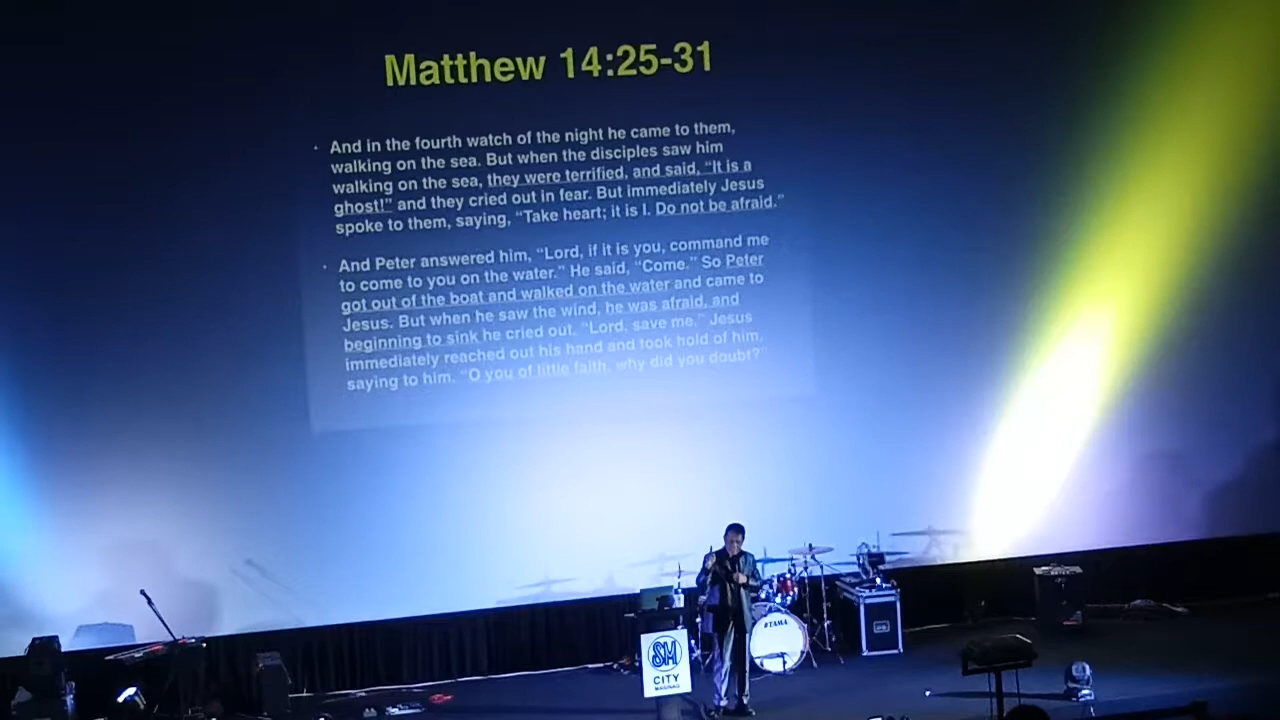 Matthew 14:25-31
· And in the fourth watch of the night he came to them,
walking on the sea. But when the disciples saw him
walking on the sea, they were terrified, and said, “It is a
ghost!” and they cried out in fear. But immediately Jesus
spoke to them, saying, “Take heart; it is I. Do not be afraid.”
· And Peter answered him, “Lord, if it is you, command me
to come to you on the water.” He said, “Come.” So Peter
got out of the boat and walked on the water and came to
Jesus. But when he saw the wind, he was afraid, and
beginning to sink he cried out, “Lord, save me.” Jesus
immediately reached out his hand and took hold of him,
saying to him, “O you of little faith, why did you doubt?”
TAMA
SM
CITY